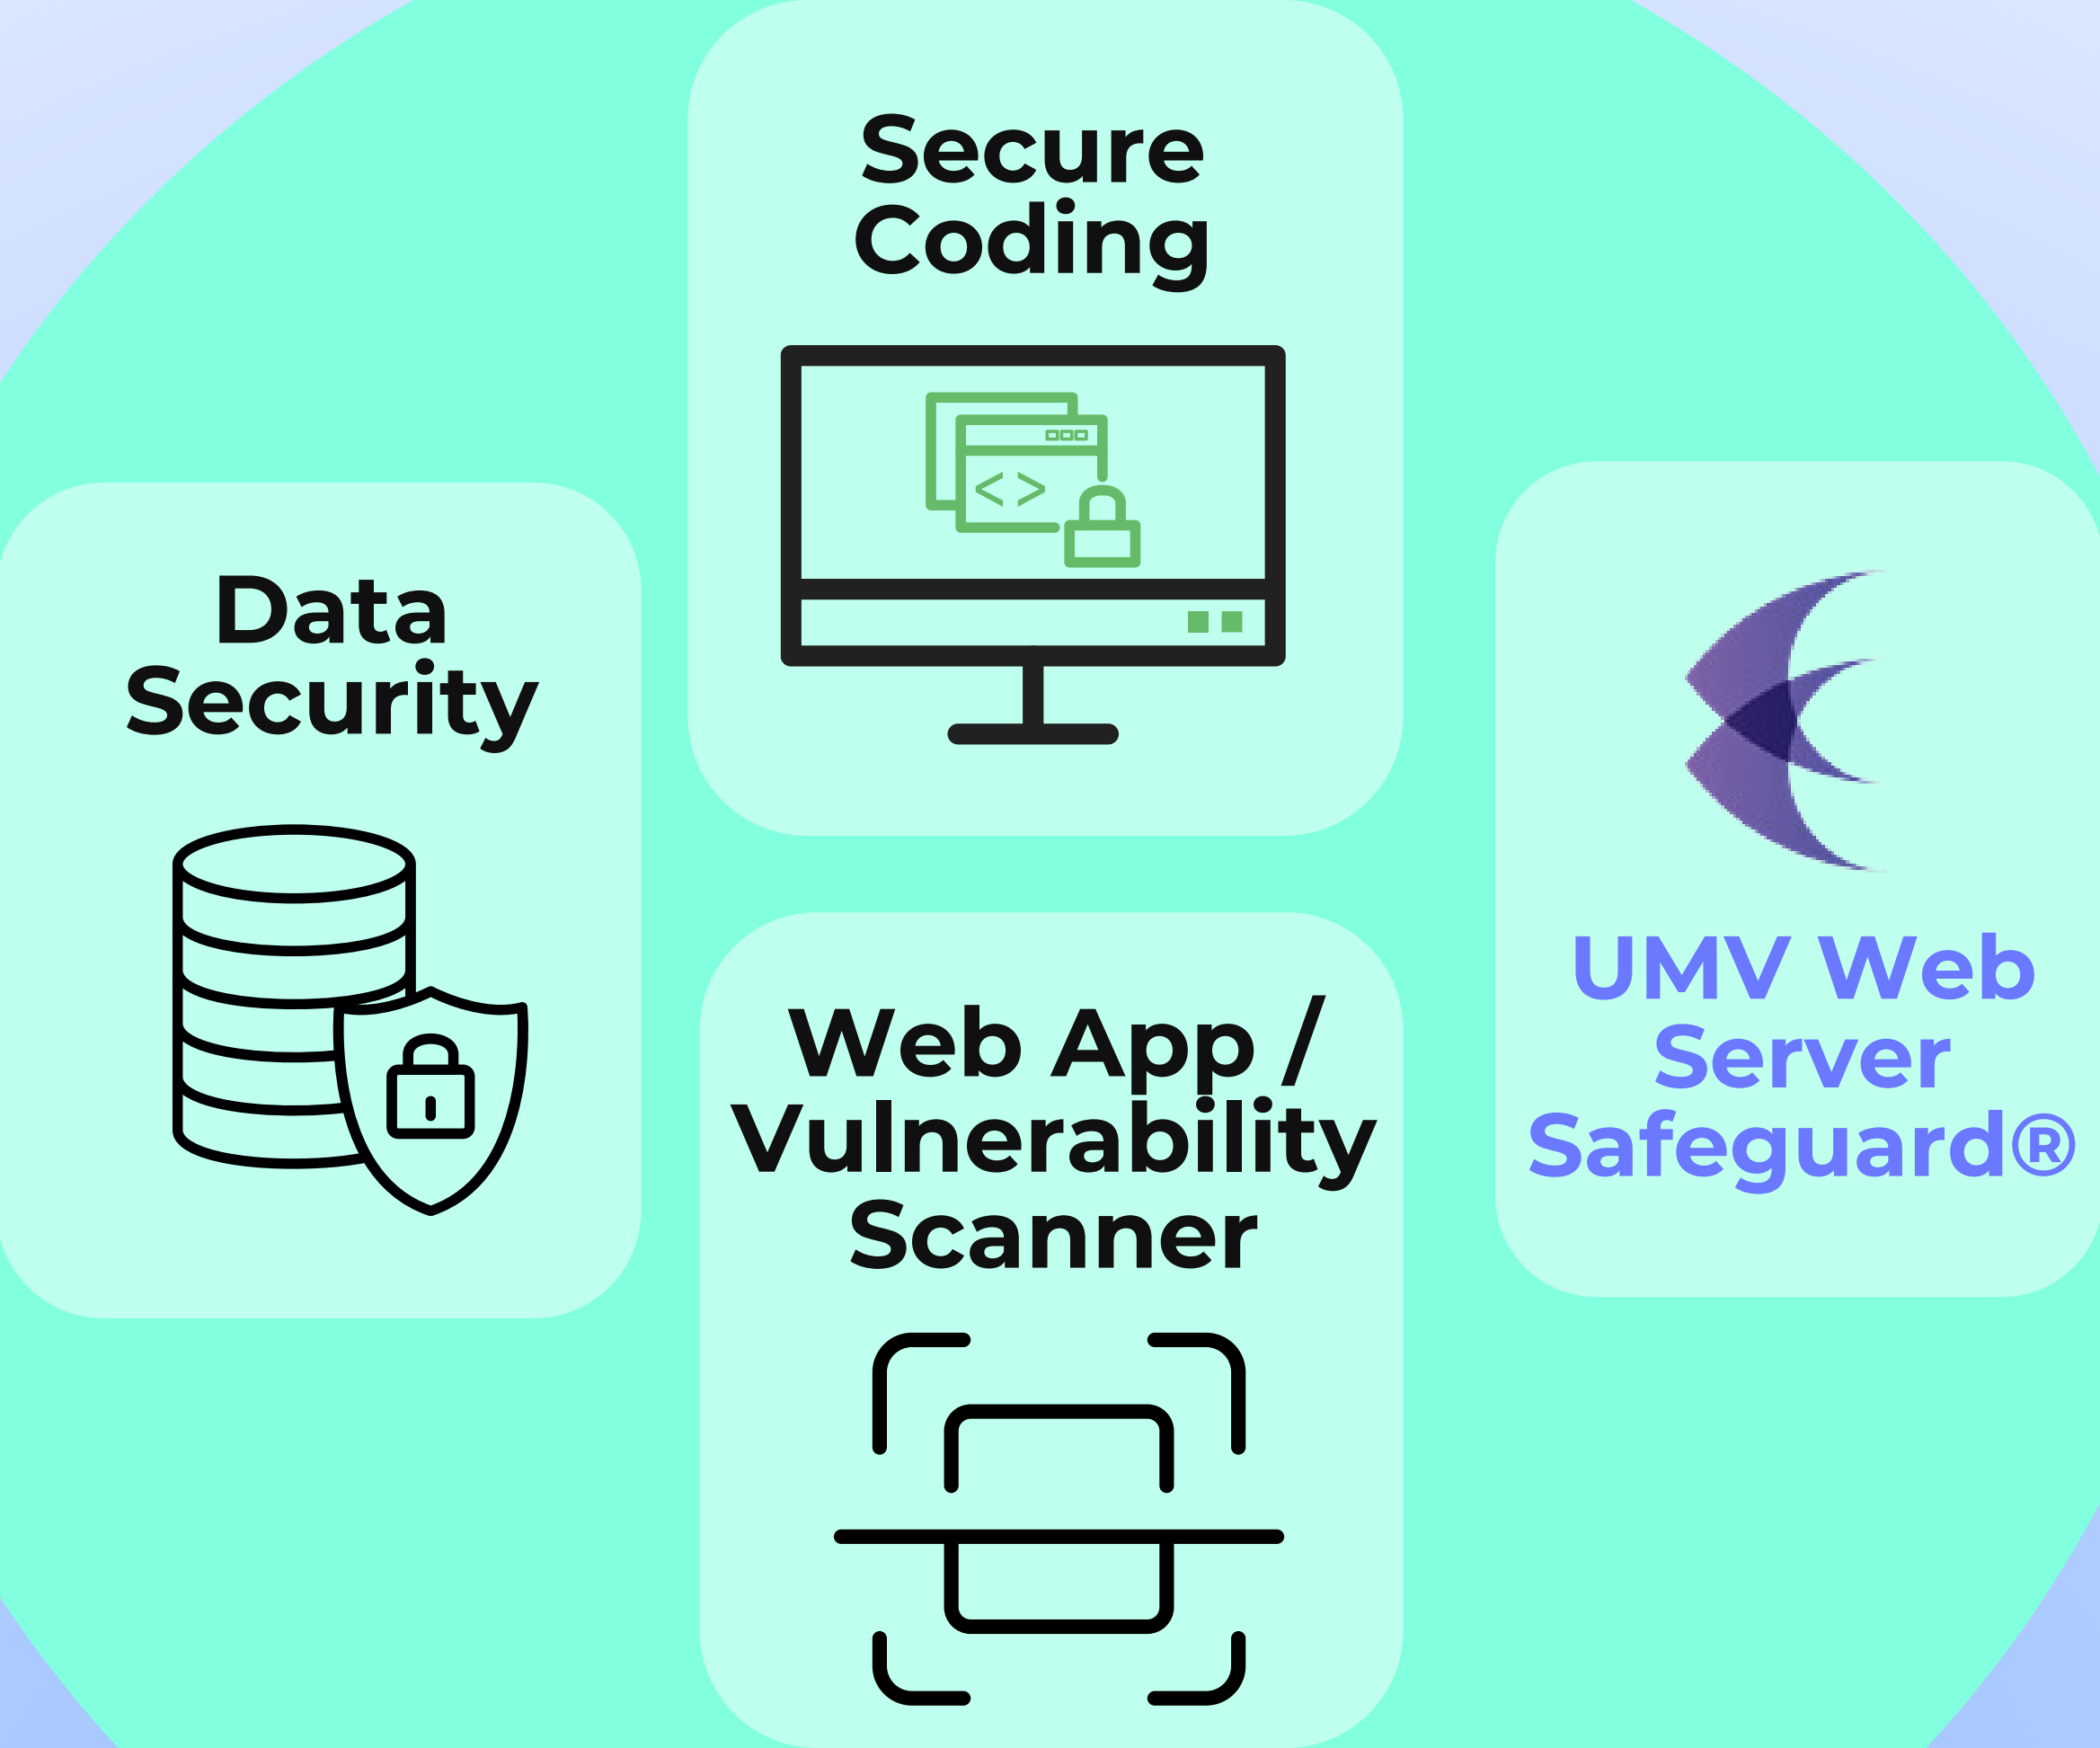 Secure
Coding
< >
Data
Security
UMV Web
Server
Safeguard®
Web App /
Vulnerability
Scanner